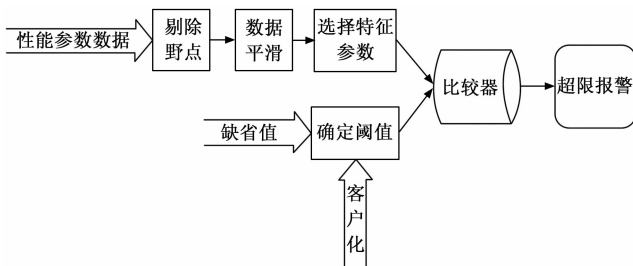 性能参数数据
剔除
野点
数据
平滑
选择特征
参数
比较器
超限报警
缺省值
确定阈值
客户化